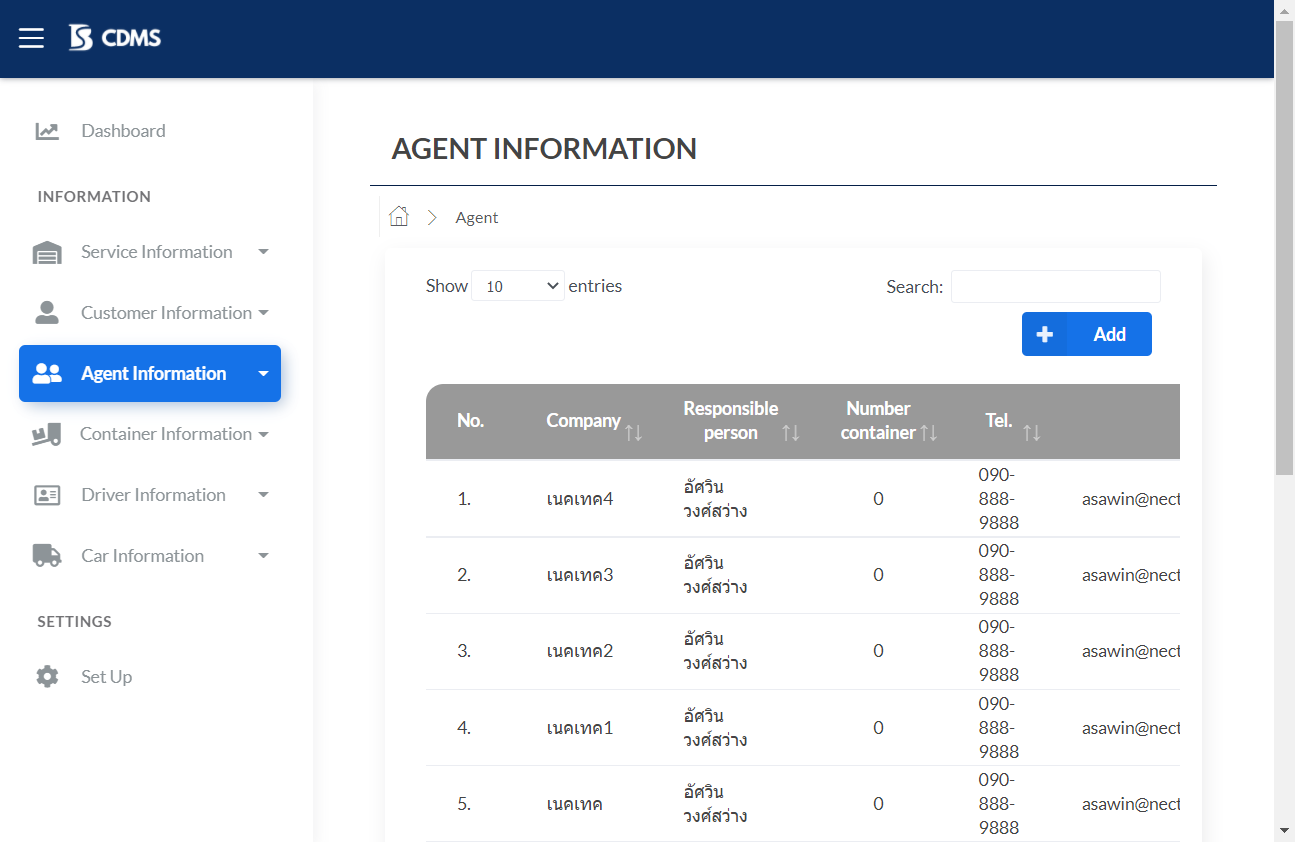 CDMS
Dashboard
INFORMATION
Service Information
Customer Information
Agent Information
Container Information
Driver Information
Car Information
SETTINGS
Set Up
AGENT INFORMATION
Agent
Show 10 entries
Search:
Add
No. Company Responsible person Number container Tel.
1. เนคเทค4 อัศวิน วงศ์สว่าง 0 090-888-9888 asawin@nect
2. เนคเทค3 อัศวิน วงศ์สว่าง 0 090-888-9888 asawin@nect
3. เนคเทค2 อัศวิน วงศ์สว่าง 0 090-888-9888 asawin@nect
4. เนคเทค1 อัศวิน วงศ์สว่าง 0 090-888-9888 asawin@nect
5. เนคเทค อัศวิน วงศ์สว่าง 0 090-888-9888 asawin@nect